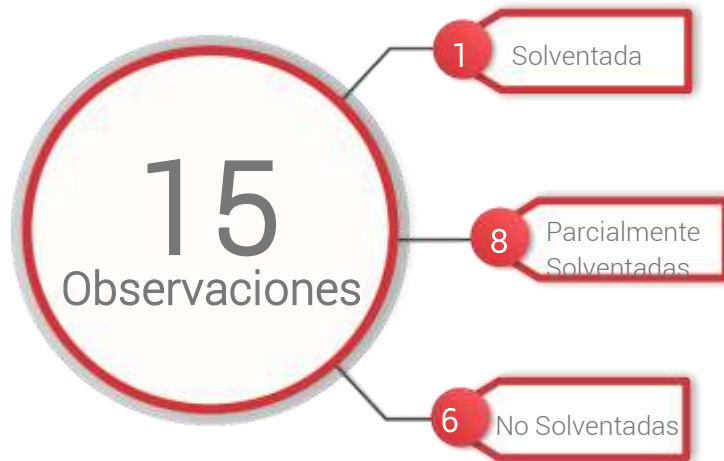 15
Observaciones
1
Solventada
8
Parcialmente
Solventadas
6
No Solventadas